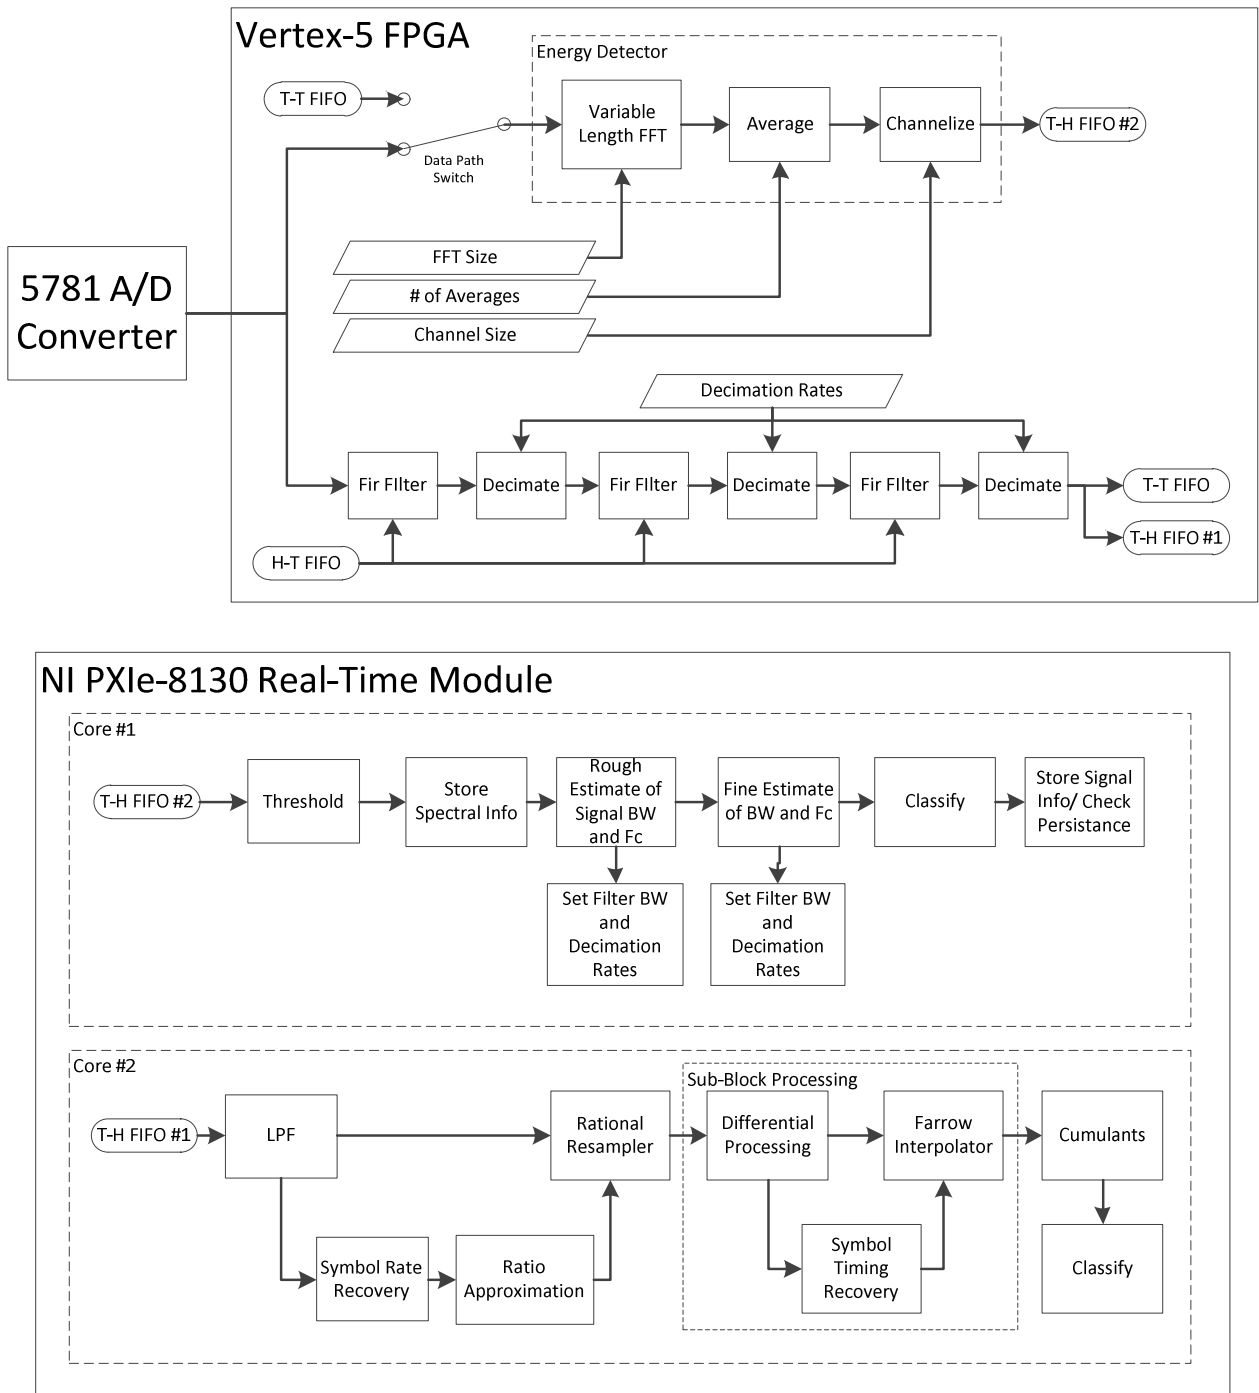 Vertex-5 FPGA
Energy Detector
T-T FIFO
Variable
Length FFT
Average
Channelize
T-H FIFO #2
Data Path
Switch
FFT Size
# of Averages
Channel Size
5781 A/D
Converter
Decimation Rates
Fir FIlter
Decimate
Fir FIlter
Decimate
Fir FIlter
Decimate
T-T FIFO
T-H FIFO #1
H-T FIFO
NI PXIe-8130 Real-Time Module
Core #1
T-H FIFO #2
Threshold
Store
Spectral Info
Rough
Estimate of
Signal BW
and Fc
Fine Estimate
of BW and Fc
Classify
Store Signal
Info/ Check
Persistance
Set Filter BW
and
Decimation
Rates
Set Filter BW
and
Decimation
Rates
Core #2
Sub-Block Processing
T-H FIFO #1
LPF
Rational
Resampler
Differential
Processing
Farrow
Interpolator
Cumulants
Symbol Rate
Recovery
Ratio
Approximation
Symbol
Timing
Recovery
Classify